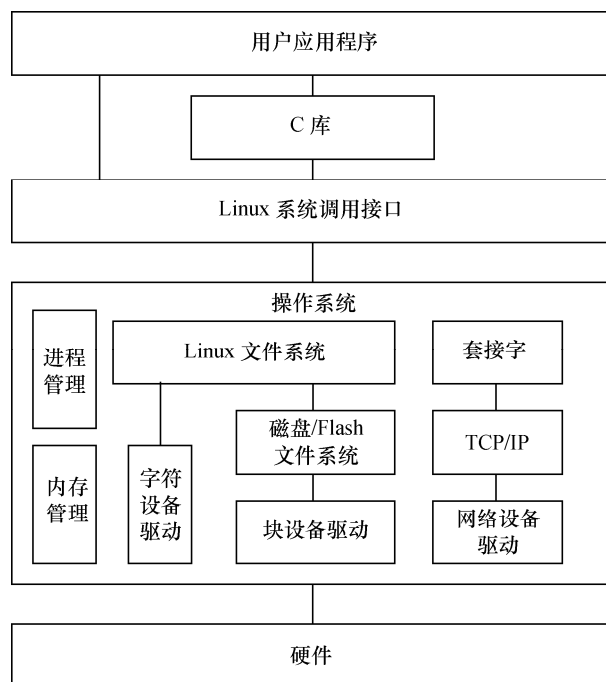 用户应用程序
C 库
Linux 系统调用接口
操作系统
进程
管理
Linux 文件系统
套接字
内存
管理
字符
设备
驱动
磁盘/Flash
文件系统
TCP/IP
块设备驱动
网络设备
驱动
硬件